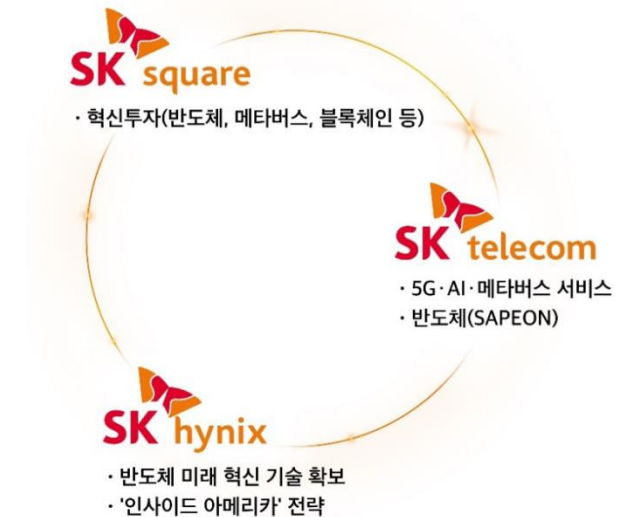 SK square
· 혁신투자(반도체, 메타버스, 블록체인 등)
SK telecom
· 5G·AI·메타버스 서비스
· 반도체(SAPEON)
SK hynix
· 반도체 미래 혁신 기술 확보
· '인사이드 아메리카' 전략